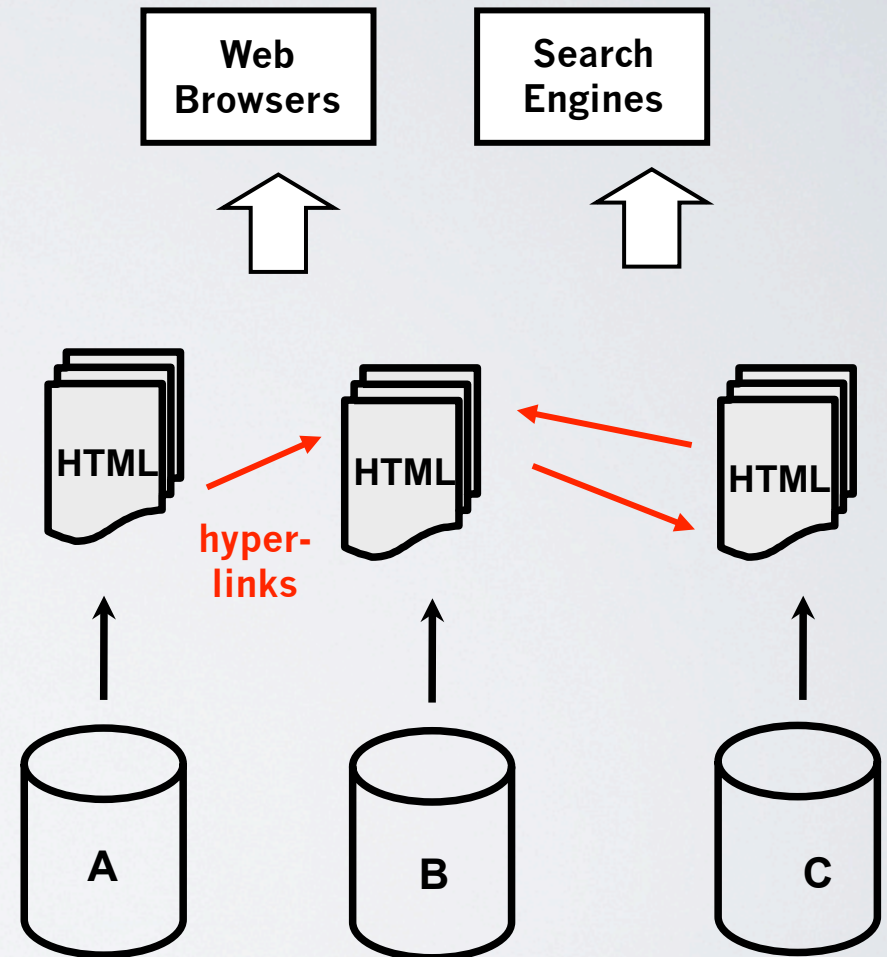 Web
Browsers
Search
Engines
HTML
HTML
HTML
hyper-
links
A
B
C